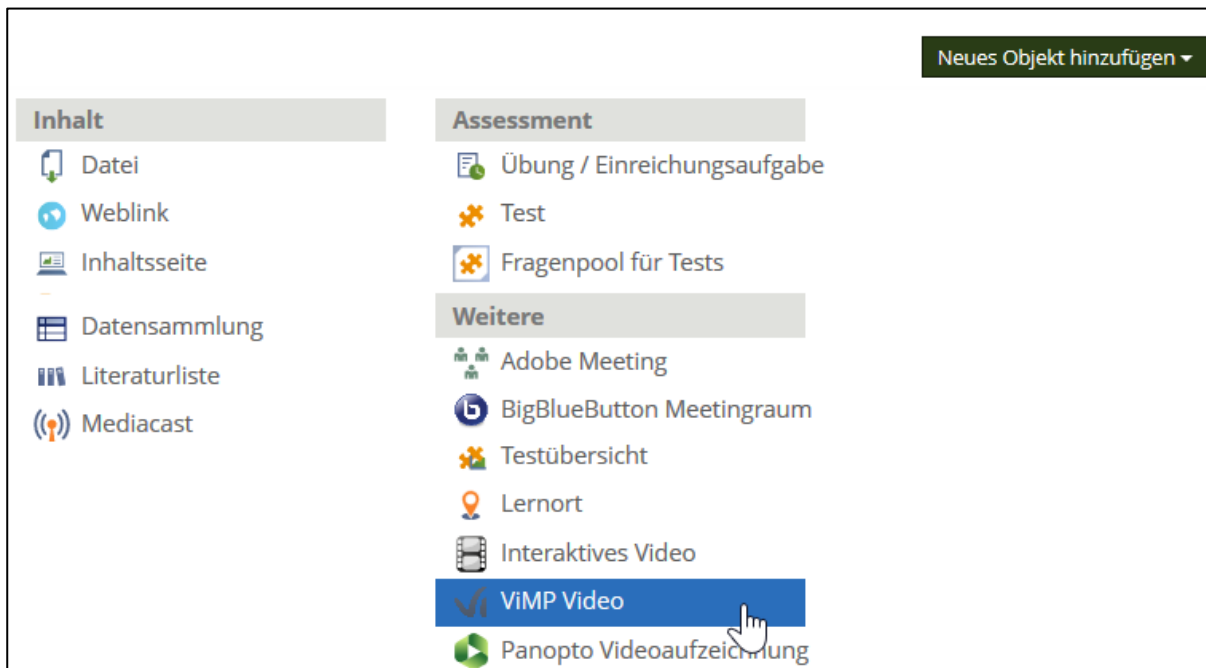 Neues Objekt hinzufügen
Inhalt
Datei
Weblink
Inhaltsseite
Datensammlung
Literaturliste
Mediacast
Assessment
Übung / Einreichungsaufgabe
Test
Fragenpool für Tests
Weitere
Adobe Meeting
BigBlueButton Meetingraum
Testübersicht
Lernort
Interaktives Video
ViMP Video
Panopto Videoaufzeichnung